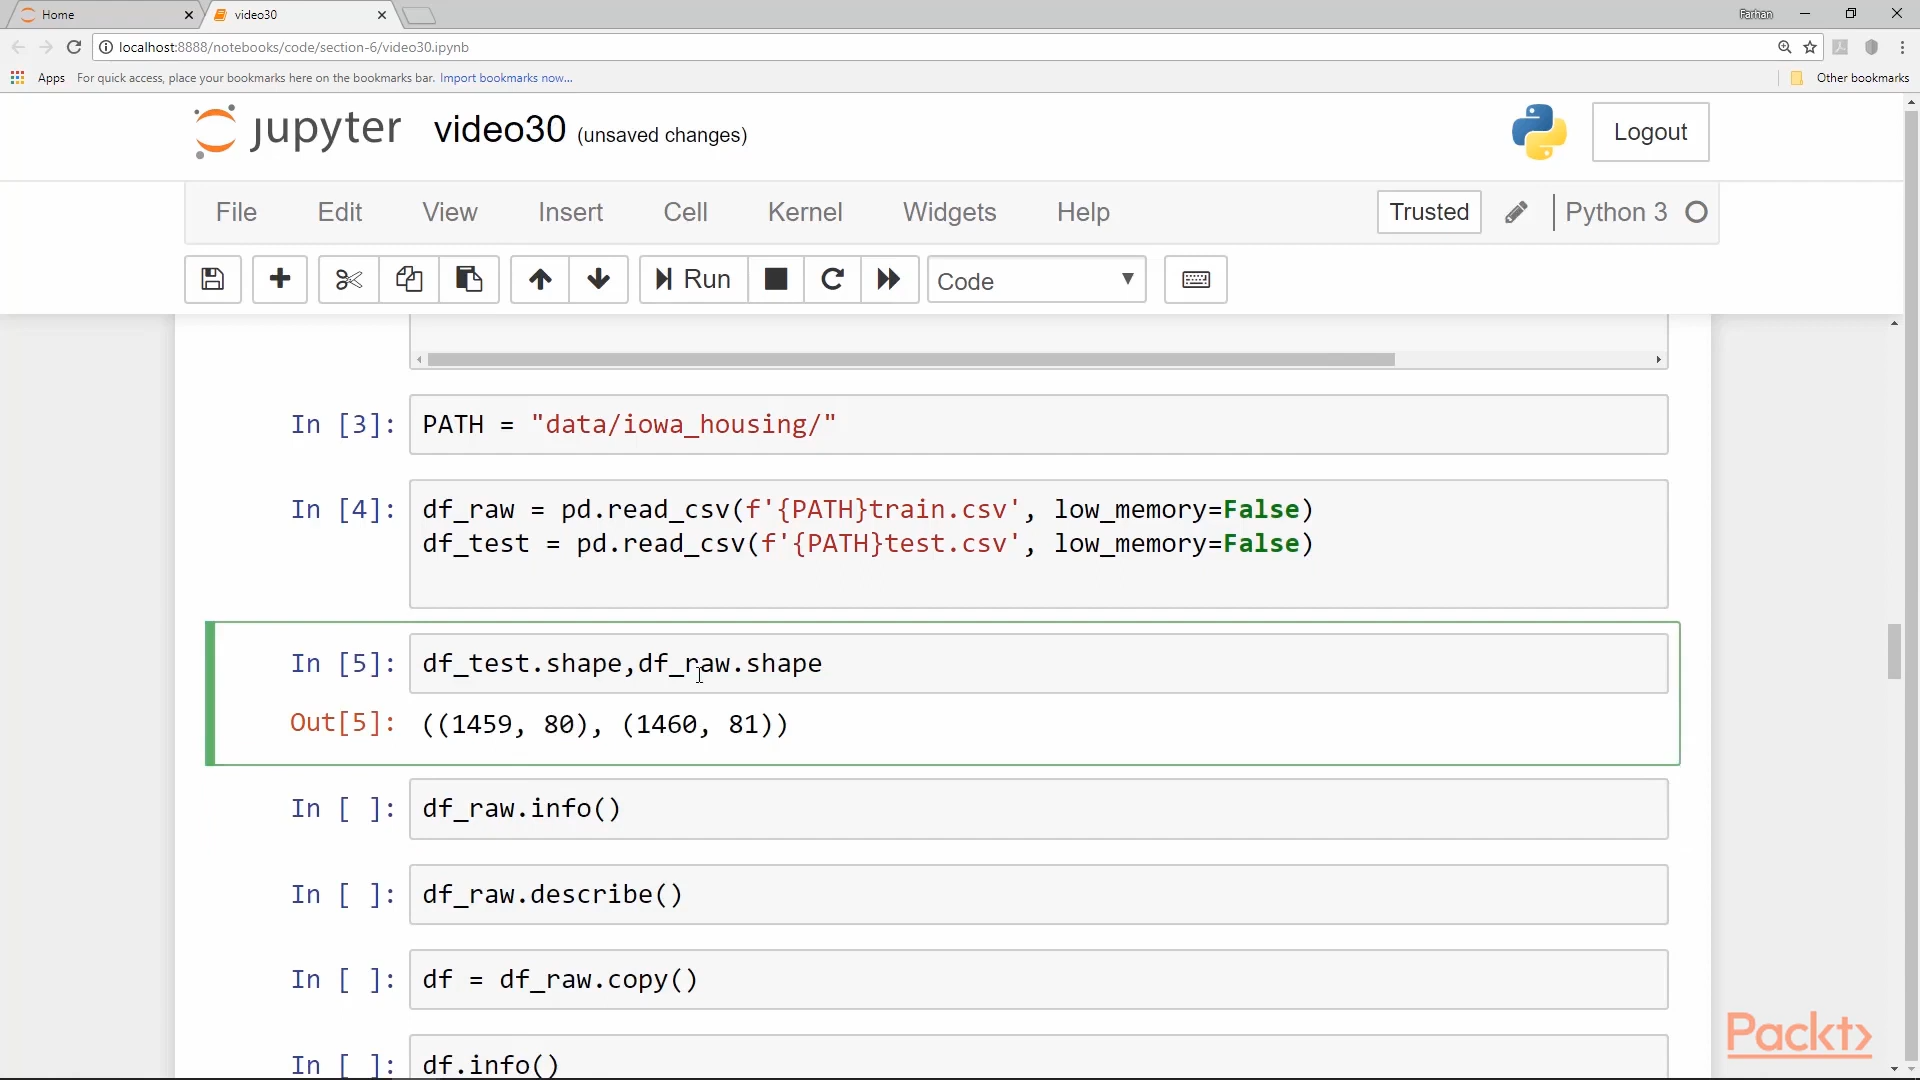 Home
video30
Farhan
localhost:8888/notebooks/code/section-6/video30.ipynb
Apps For quick access, place your bookmarks here on the bookmarks bar. Import bookmarks now... Other bookmarks
jupyter video30 (unsaved changes) Logout
File Edit View Insert Cell Kernel Widgets Help Trusted Python 3
Run Code
In [3]: PATH = "data/iowa_housing/"
In [4]: df_raw = pd.read_csv(f'{PATH}train.csv', low_memory=False)
df_test = pd.read_csv(f'{PATH}test.csv', low_memory=False)
In [5]: df_test.shape,df_raw.shape
Out[5]: ((1459, 80), (1460, 81))
In [ ]: df_raw.info()
In [ ]: df_raw.describe()
In [ ]: df = df_raw.copy()
In [ ]: df.info()
Packt>